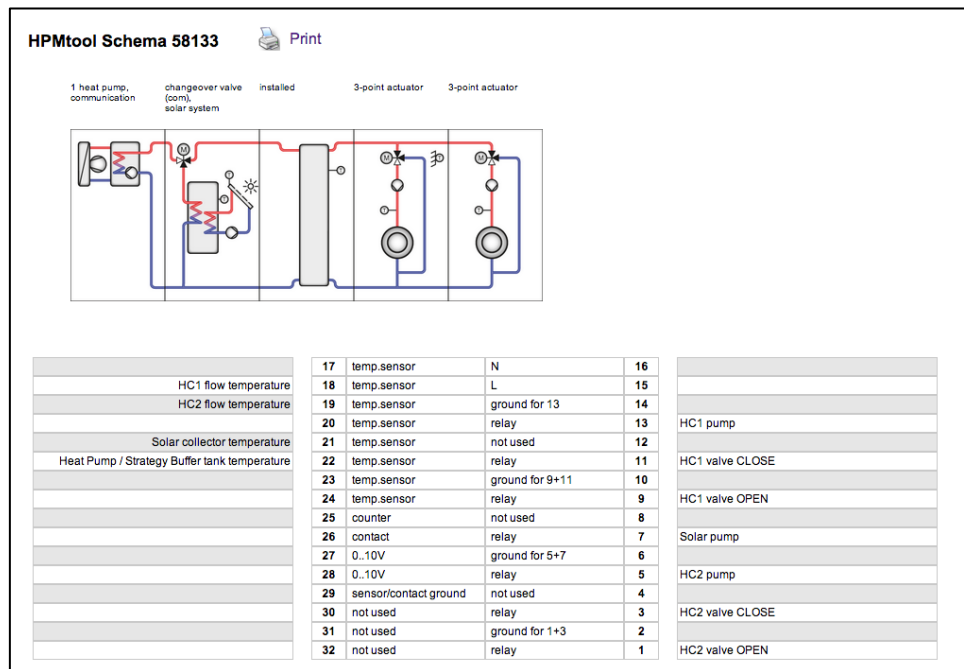 HPMtool Schema 58133 Print
1 heat pump, communication
changeover valve (com), solar system
installed
3-point actuator
3-point actuator
M
T
T
T
M
T
T
M
T
17 temp.sensor N 16
HC1 flow temperature 18 temp.sensor L 15
HC2 flow temperature 19 temp.sensor ground for 13 14
20 temp.sensor relay 13 HC1 pump
Solar collector temperature 21 temp.sensor not used 12
Heat Pump / Strategy Buffer tank temperature 22 temp.sensor relay 11 HC1 valve CLOSE
23 temp.sensor ground for 9+11 10
24 temp.sensor relay 9 HC1 valve OPEN
25 counter not used 8
26 contact relay 7 Solar pump
27 0..10V ground for 5+7 6
28 0..10V relay 5 HC2 pump
29 sensor/contact ground not used 4
30 not used relay 3 HC2 valve CLOSE
31 not used ground for 1+3 2
32 not used relay 1 HC2 valve OPEN